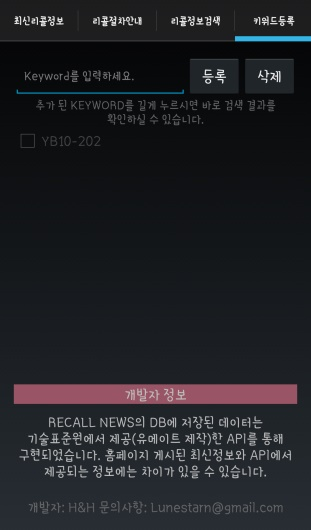 최신리콜정보 리콜절차안내 리콜정보검색 키워드등록
Keyword를 입력하세요. 등록 삭제
추가 된 KEYWORD를 길게 누르시면 바로 검색 결과를
확인하실 수 있습니다.
YB10-202
개발자 정보
RECALL NEWS의 DB에 저장된 데이터는
기술표준원에서 제공(유메이트 제작)한 API를 통해
구현되었습니다. 홈페이지 게시된 최신정보와 API에서
제공되는 정보에는 차이가 있을 수 있습니다.
개발자: H&H 문의사항: Lunestarn@gmail.com